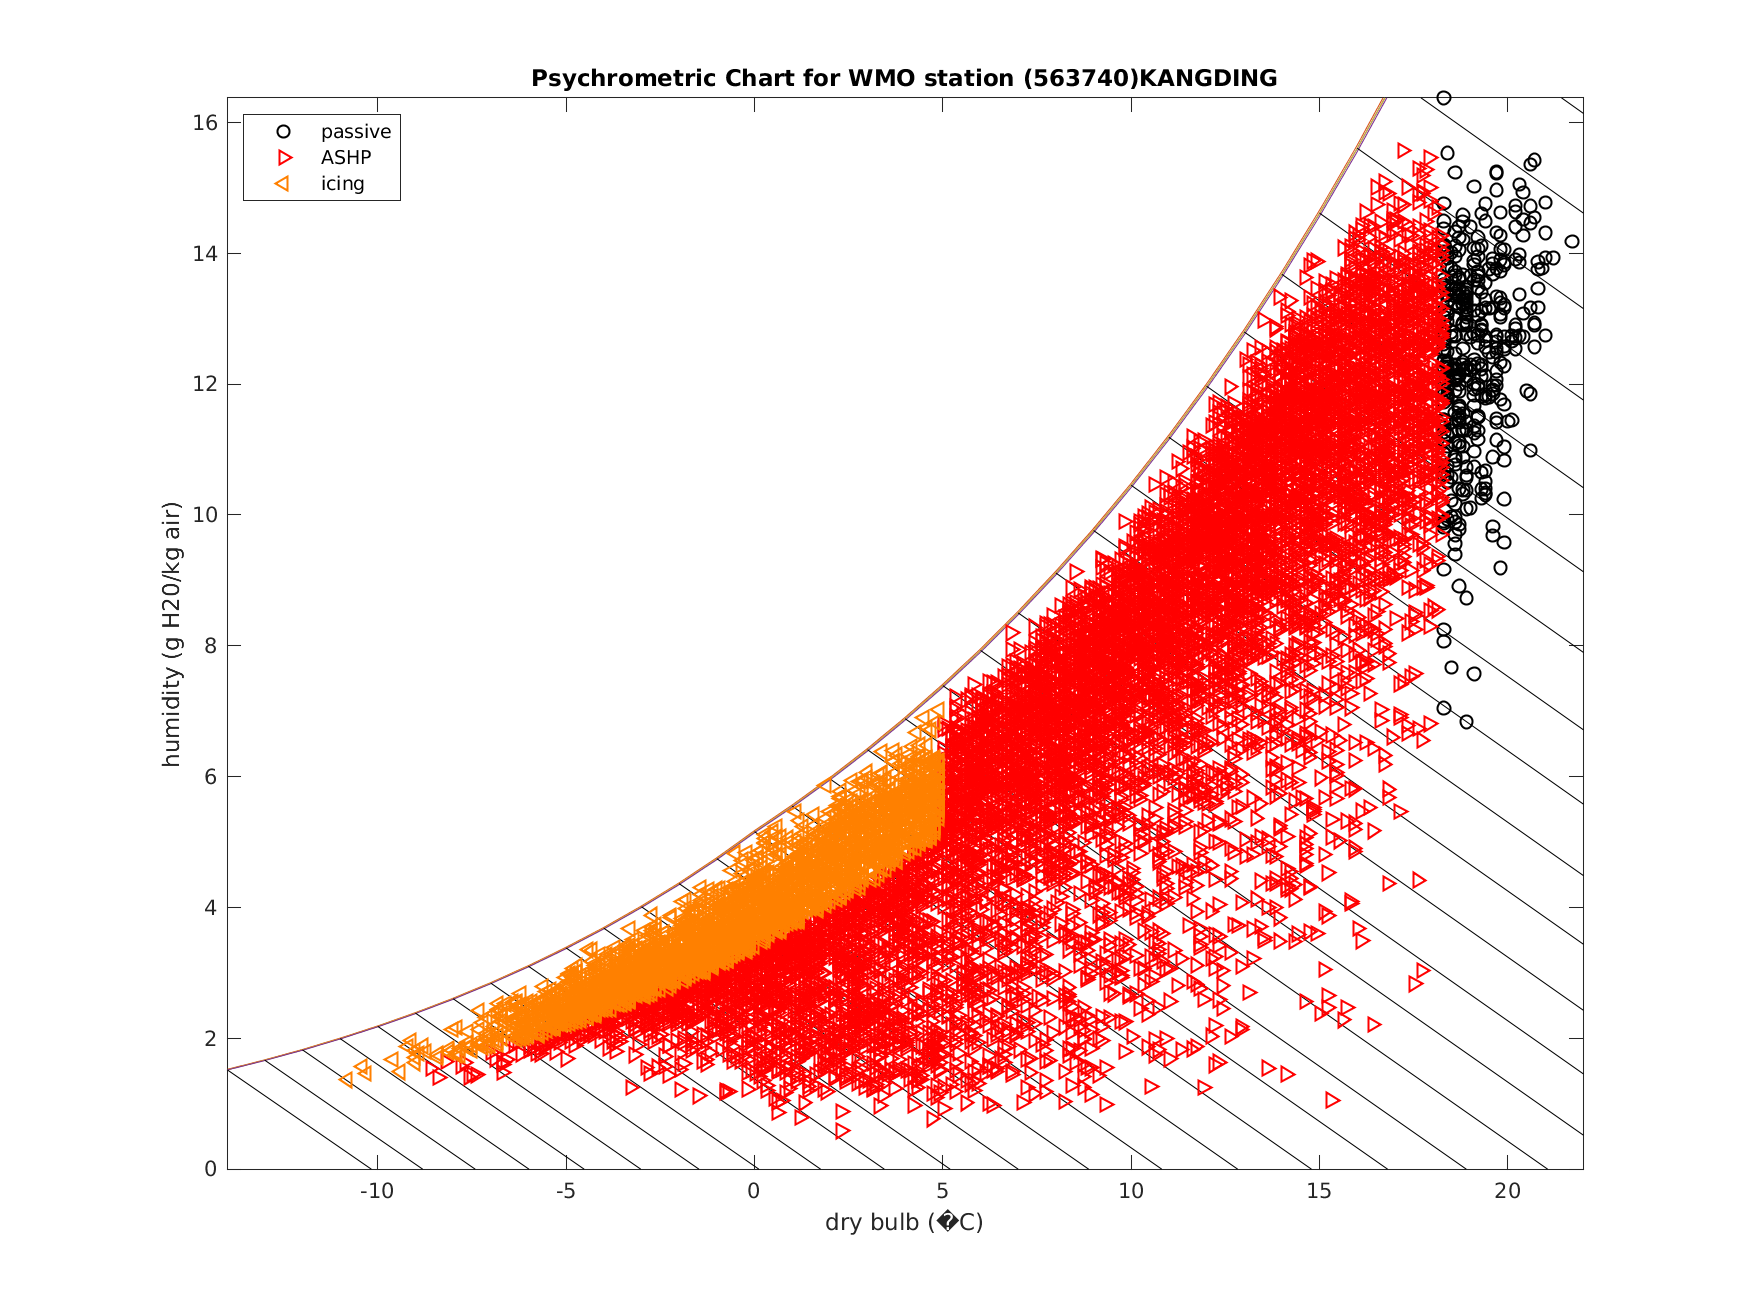 Psychrometric Chart for WMO station (563740)KANGDING
passive
ASHP
icing
humidity (g H20/kg air)
16
14
12
10
8
6
4
2
0
-10 -5 0 5 10 15 20
dry bulb (�C)